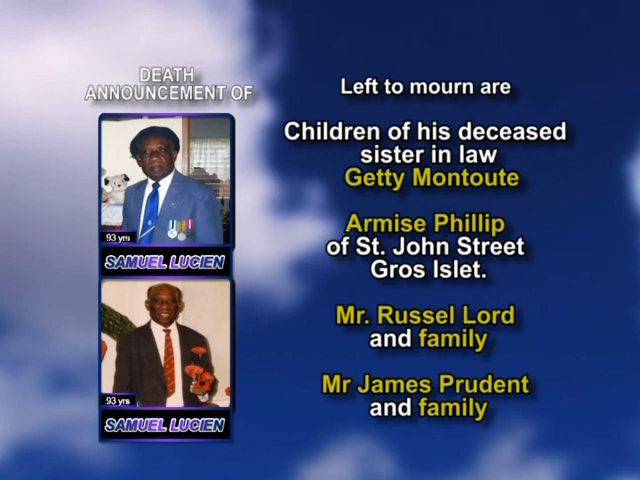 DEATH
ANNOUNCEMENT OF
93 yrs
SAMUEL LUCIEN
93 yrs
SAMUEL LUCIEN
Left to mourn are
Children of his deceased
sister in law
Getty Montoute
Armise Phillip
of St. John Street
Gros Islet.
Mr. Russel Lord
and family
Mr James Prudent
and family